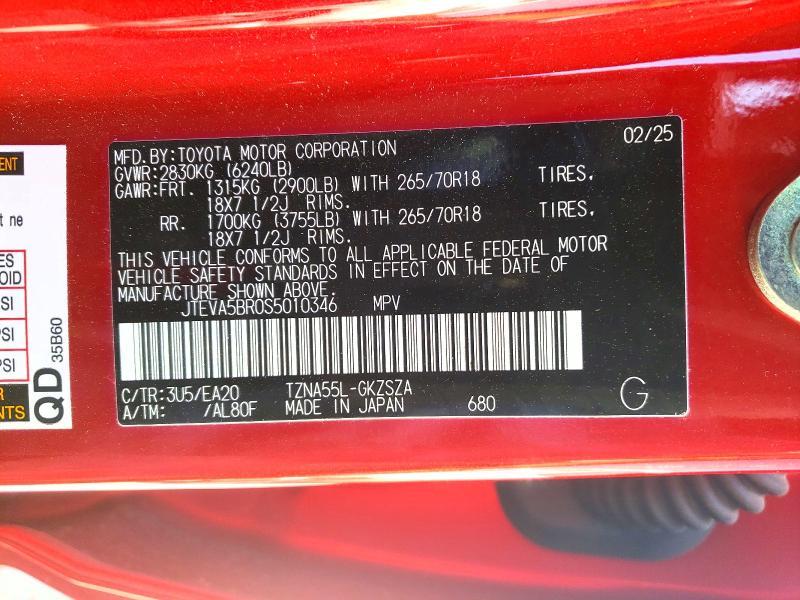 MFD.BY:TOYOTA MOTOR CORPORATION 02/25
GVWR:2830KG (6240LB)
GAWR:FRT. 1315KG (2900LB) WITH 265/70R18 TIRES,
18X7 1/2J RIMS.
RR. 1700KG (3755LB) WITH 265/70R18 TIRES,
18X7 1/2J RIMS.
THIS VEHICLE CONFORMS TO ALL APPLICABLE FEDERAL MOTOR
VEHICLE SAFETY STANDARDS IN EFFECT ON THE DATE OF
MANUFACTURE SHOWN ABOVE.
JTEVA5BR0S5010346 MPV
C/TR:3U5/EA20 TZNA55L-GKZSZA
A/TM: /AL80F MADE IN JAPAN 680 G
QD 35B60
t ne
PSI
PSI